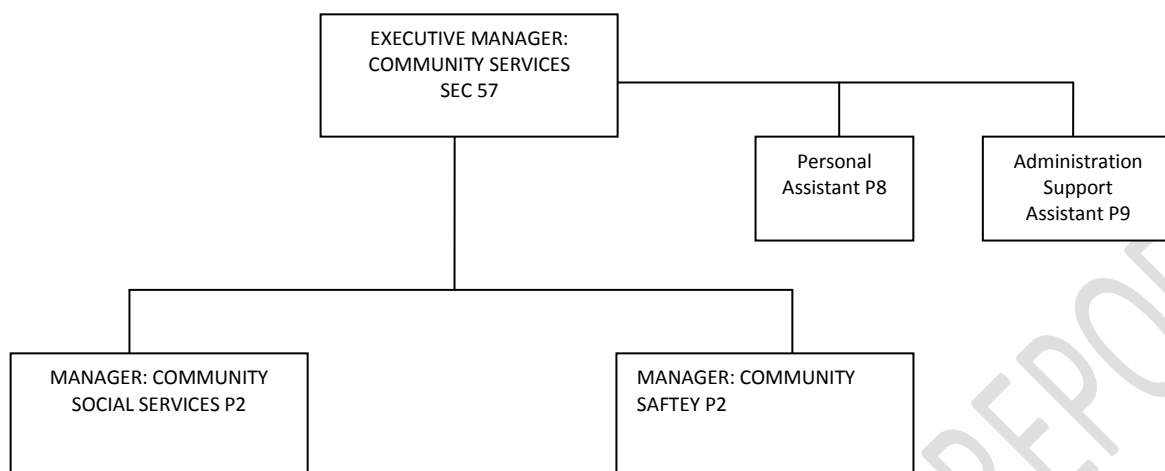 EXECUTIVE MANAGER:
COMMUNITY SERVICES
SEC 57
Personal
Assistant P8
Administration
Support
Assistant P9
MANAGER: COMMUNITY
SOCIAL SERVICES P2
MANAGER: COMMUNITY
SAFTEY P2
REPO